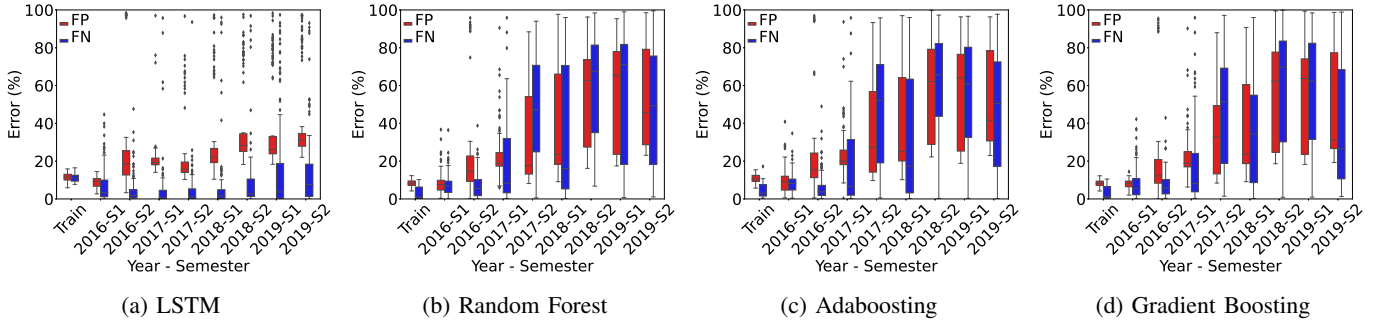 FP
FN
Error (%)
100
80
60
40
20
0
Train
2016-S1
2016-S2
2017-S1
2017-S2
2018-S1
2018-S2
2019-S1
2019-S2
Year - Semester
(a) LSTM
FP
FN
Error (%)
100
80
60
40
20
0
Train
2016-S1
2016-S2
2017-S1
2017-S2
2018-S1
2018-S2
2019-S1
2019-S2
Year - Semester
(b) Random Forest
FP
FN
Error (%)
100
80
60
40
20
0
Train
2016-S1
2016-S2
2017-S1
2017-S2
2018-S1
2018-S2
2019-S1
2019-S2
Year - Semester
(c) Adaboosting
FP
FN
Error (%)
100
80
60
40
20
0
Train
2016-S1
2016-S2
2017-S1
2017-S2
2018-S1
2018-S2
2019-S1
2019-S2
Year - Semester
(d) Gradient Boosting